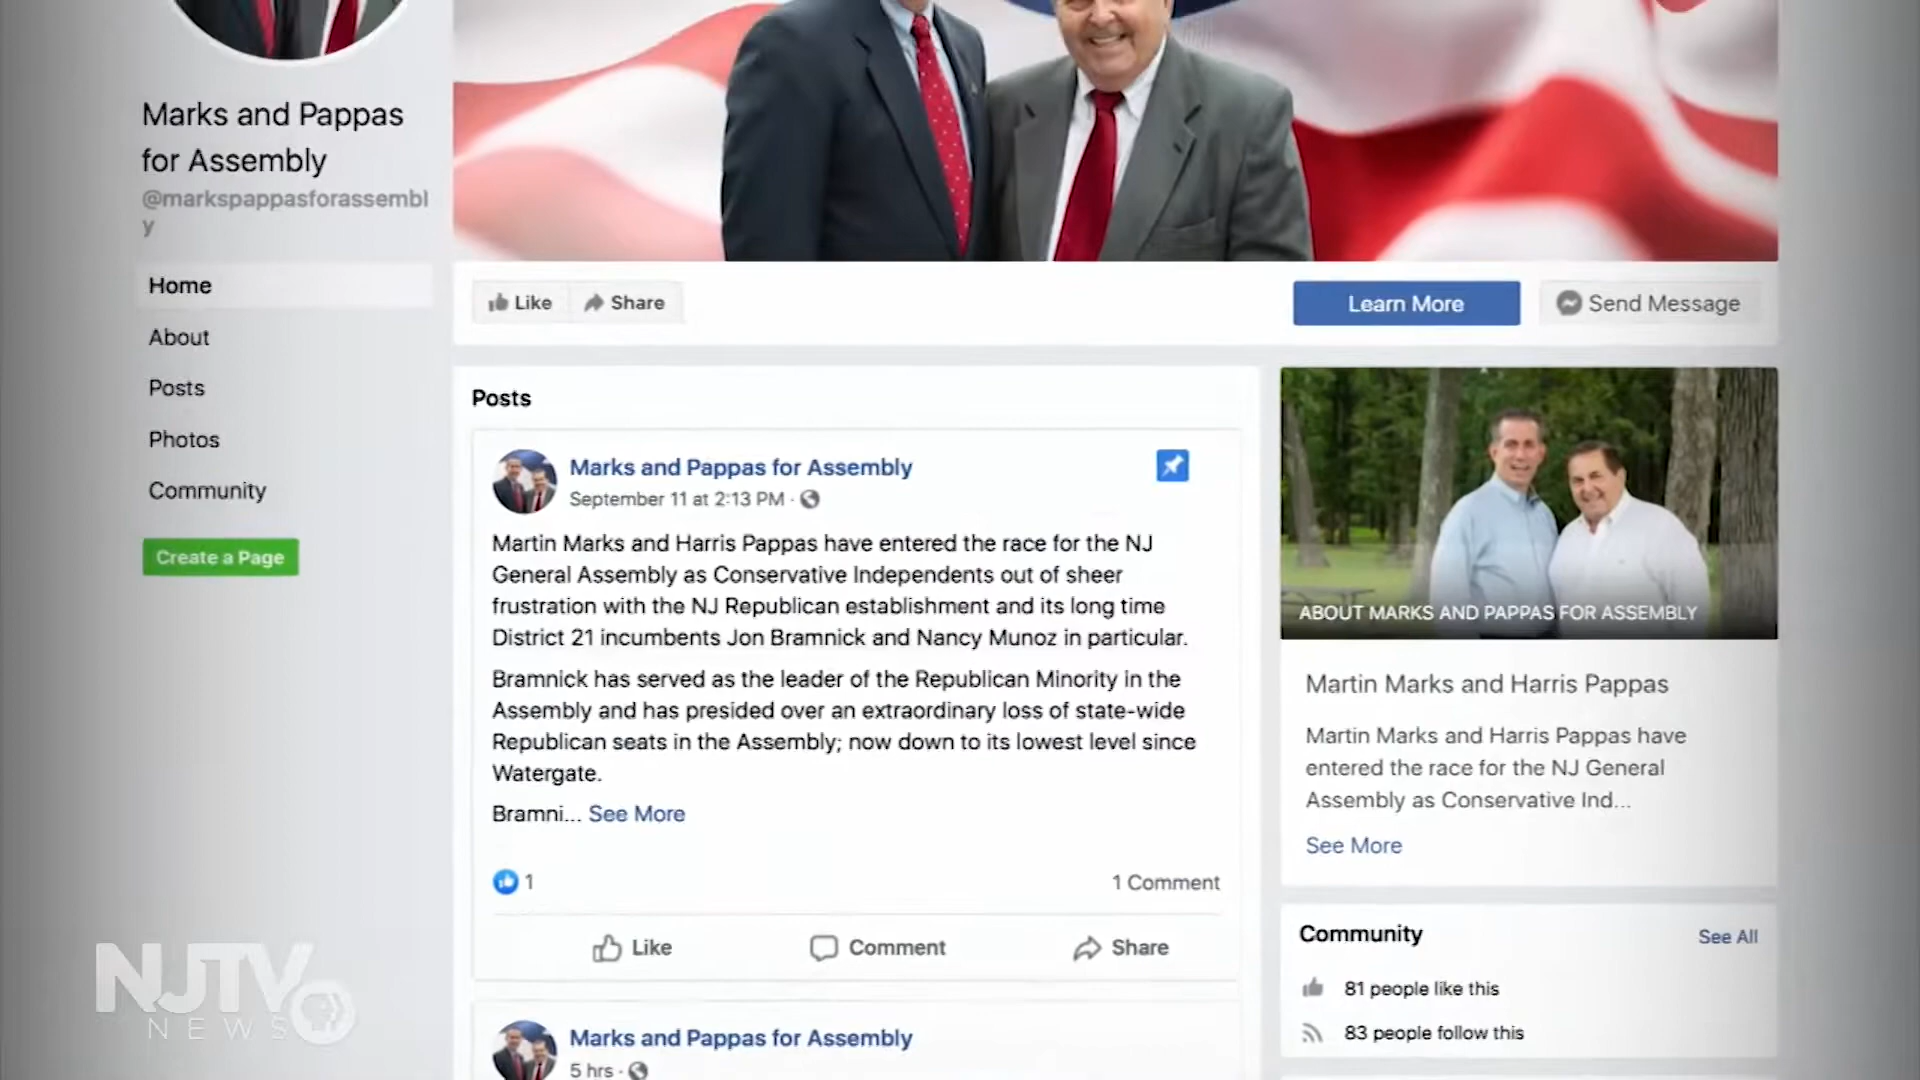 Marks and Pappas
for Assembly
@markspappasforassembl
y
Home
About
Posts
Photos
Community
Create a Page
Like
Share
Learn More
Send Message
Posts
Marks and Pappas for Assembly
September 11 at 2:13 PM ·
Martin Marks and Harris Pappas have entered the race for the NJ
General Assembly as Conservative Independents out of sheer
frustration with the NJ Republican establishment and its long time
District 21 incumbents Jon Bramnick and Nancy Munoz in particular.
Bramnick has served as the leader of the Republican Minority in the
Assembly and has presided over an extraordinary loss of state-wide
Republican seats in the Assembly; now down to its lowest level since
Watergate.
Bramni... See More
1
1 Comment
Like
Comment
Share
Marks and Pappas for Assembly
5 hrs ·
ABOUT MARKS AND PAPPAS FOR ASSEMBLY
Martin Marks and Harris Pappas
Martin Marks and Harris Pappas have
entered the race for the NJ General
Assembly as Conservative Ind...
See More
Community
See All
81 people like this
83 people follow this
NJTV
NEWS